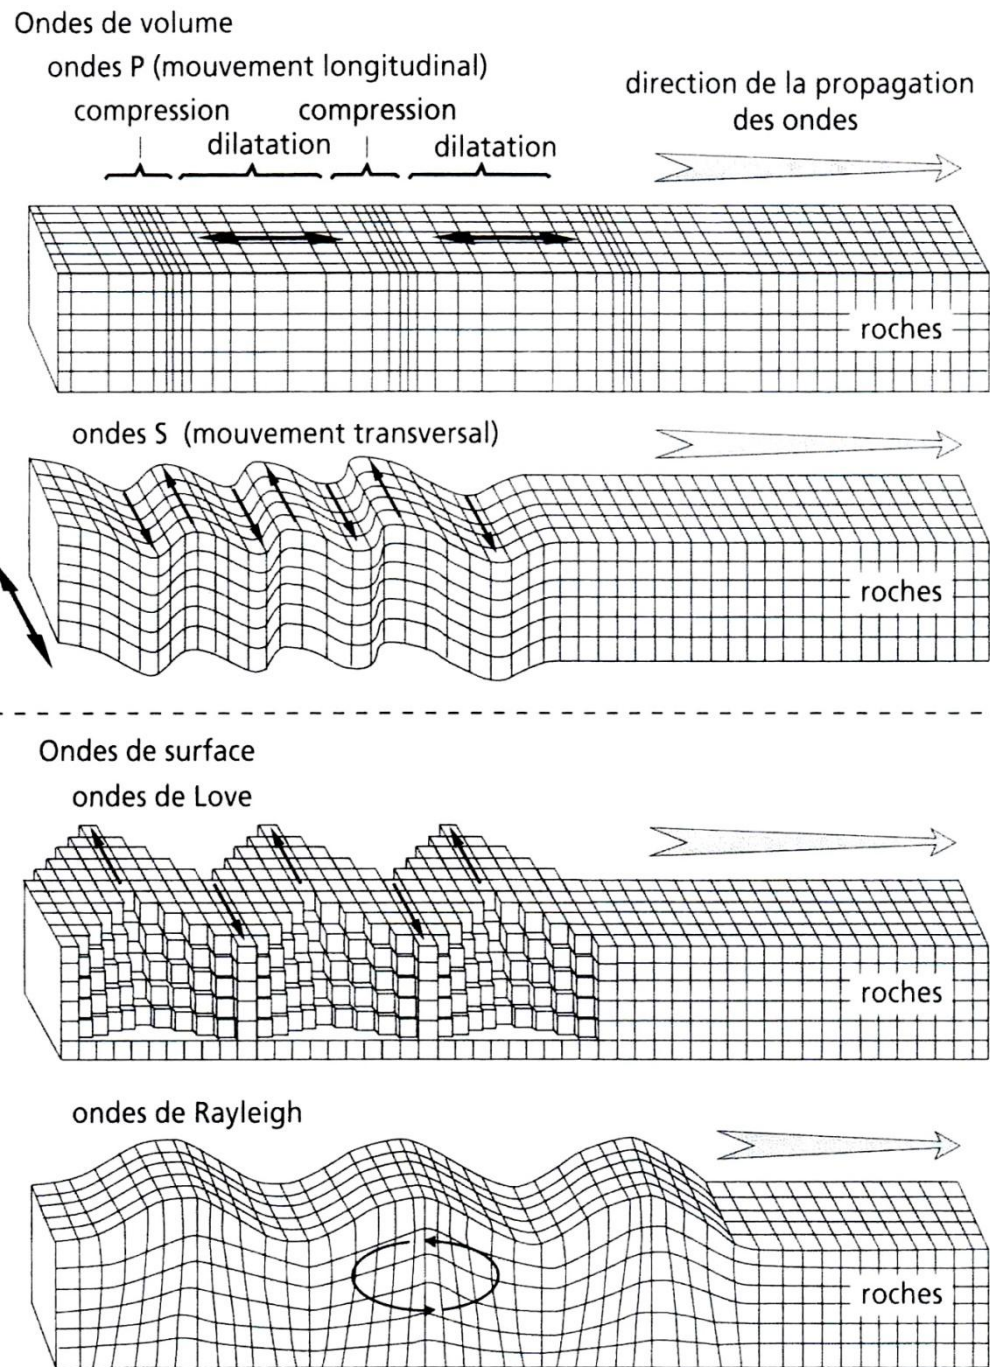 Ondes de volume
ondes P (mouvement longitudinal)
direction de la propagation
des ondes
compression
compression
dilatation
dilatation
roches
ondes S (mouvement transversal)
roches
Ondes de surface
ondes de Love
roches
ondes de Rayleigh
roches